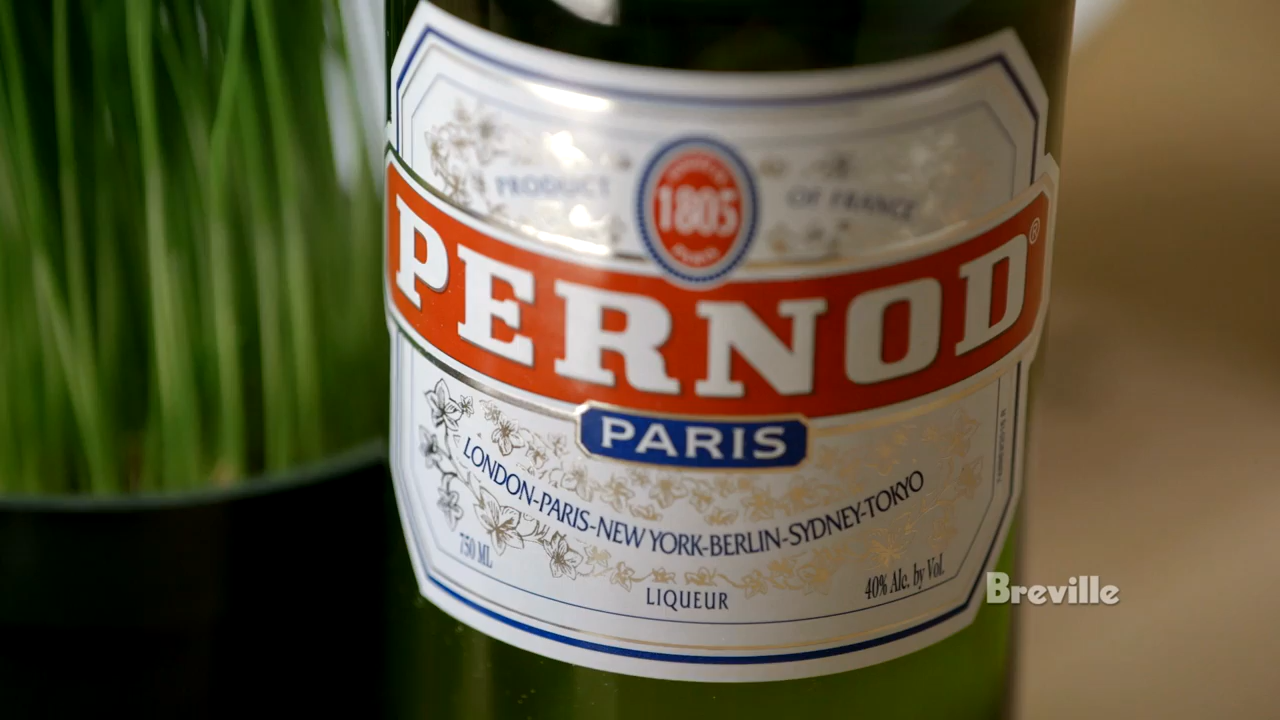 PRODUCT OF FRANCE
1805
PARIS
PERNOD®
PARIS
LONDON-PARIS-NEW YORK-BERLIN-SYDNEY-TOKYO
750 ML
40% Alc. by Vol.
LIQUEUR
Breville